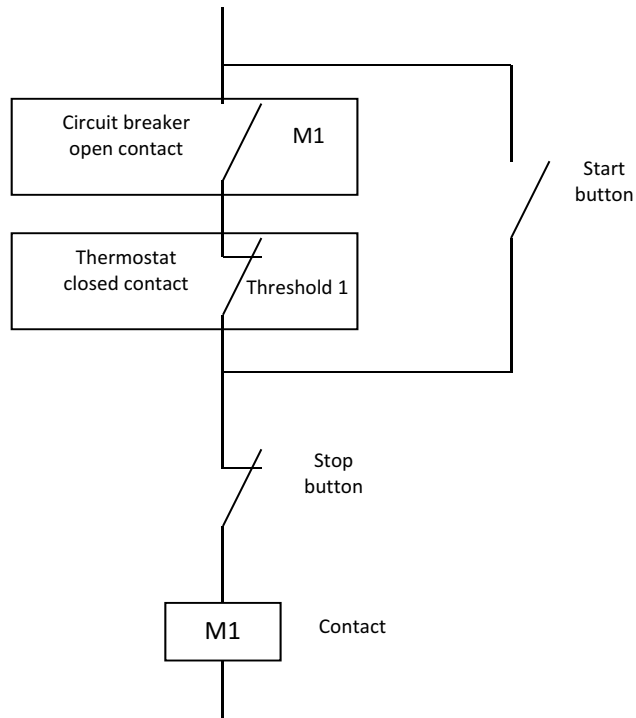 Circuit breaker
open contact
M1
Start
button
Thermostat
closed contact
Threshold 1
Stop
button
M1
Contact